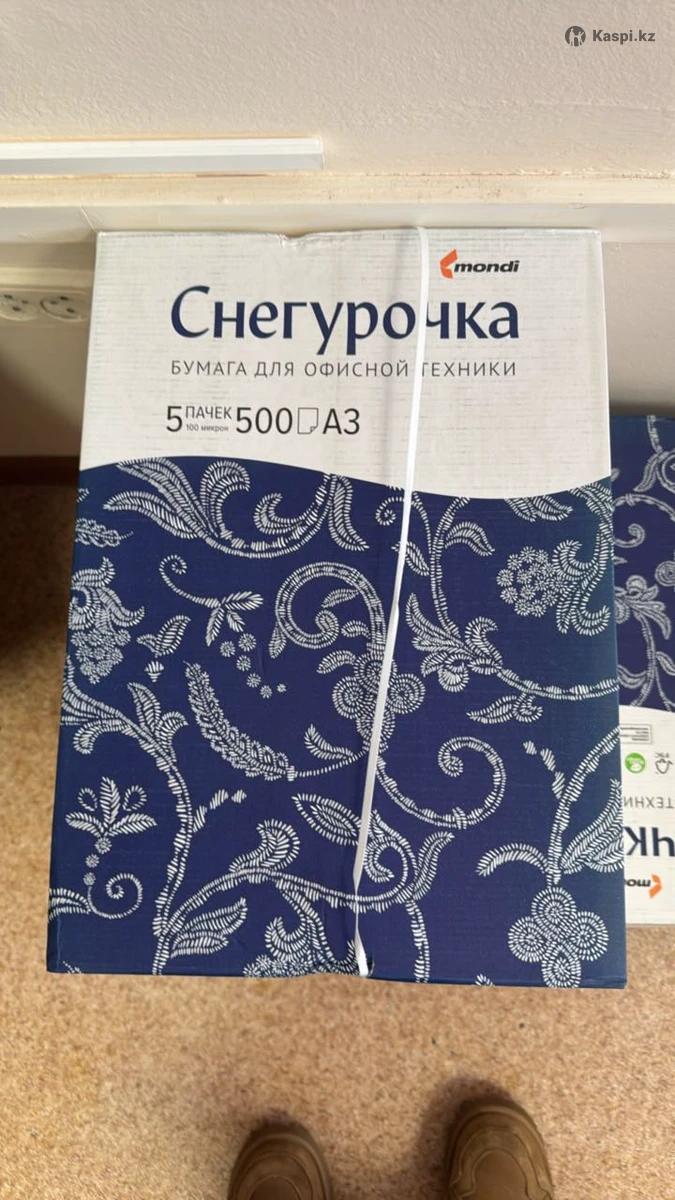 Kaspi.kz
mondi
Снегурочка
БУМАГА ДЛЯ ОФИСНОЙ ТЕХНИКИ
5 ПАЧЕК 500 А3
100 микрон